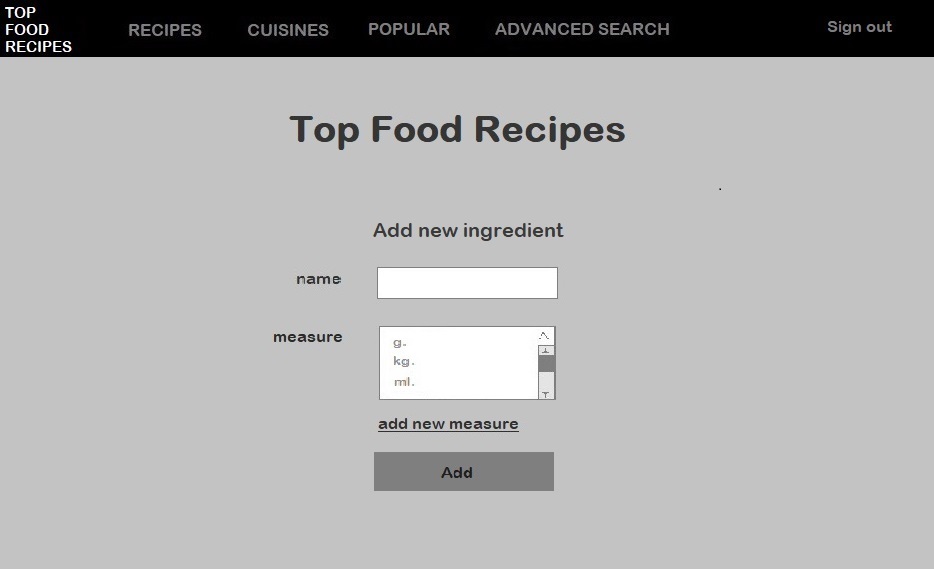 TOP
FOOD
RECIPES
RECIPES
CUISINES
POPULAR
ADVANCED SEARCH
Sign out
Top Food Recipes
Add new ingredient
name
measure
g.
kg.
ml.
add new measure
Add